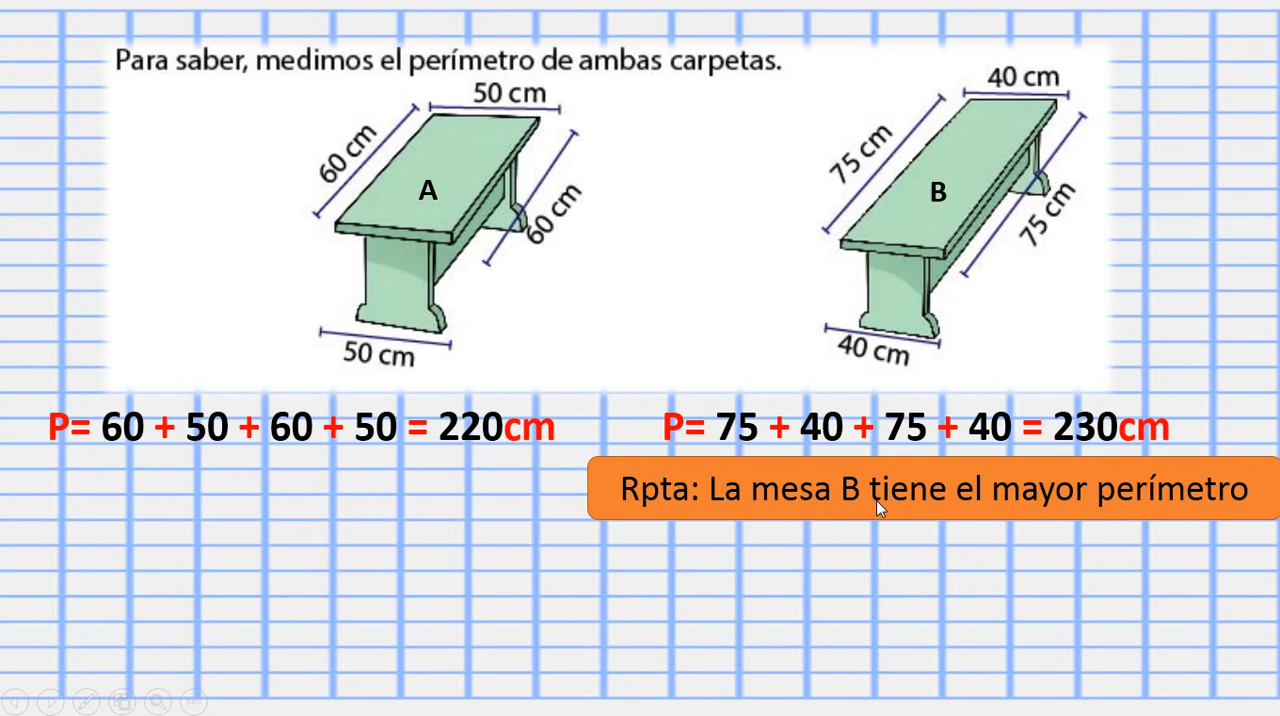 Para saber, medimos el perímetro de ambas carpetas.
50 cm
60 cm
A
60 cm
50 cm
40 cm
75 cm
B
75 cm
40 cm
P= 60 + 50 + 60 + 50 = 220cm
P= 75 + 40 + 75 + 40 = 230cm
Rpta: La mesa B tiene el mayor perímetro